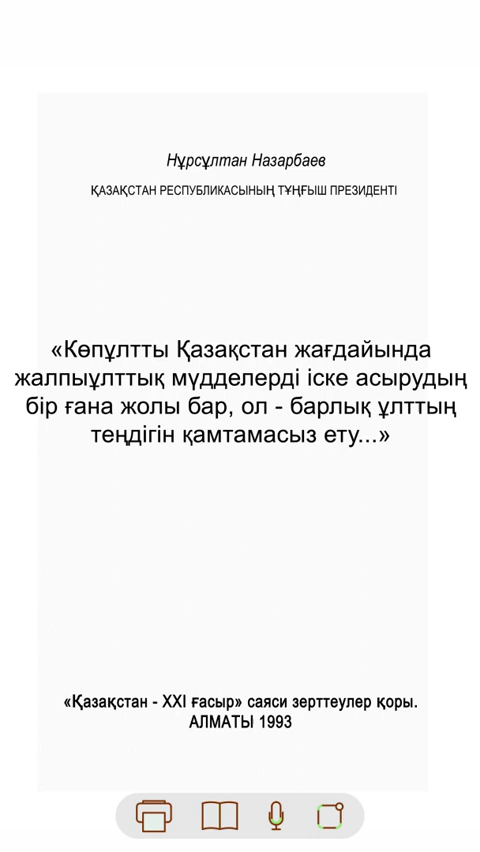 Нұрсұлтан Назарбаев
ҚАЗАҚСТАН РЕСПУБЛИКАСЫНЫҢ ТҰҢҒЫШ ПРЕЗИДЕНТІ
«Көпұлтты Қазақстан жағдайында
жалпыұлттық мүдделерді іске асырудың
бір ғана жолы бар, ол - барлық ұлттың
теңдігін қамтамасыз ету...»
«Қазақстан - XXI ғасыр» саяси зерттеулер қоры.
АЛМАТЫ 1993